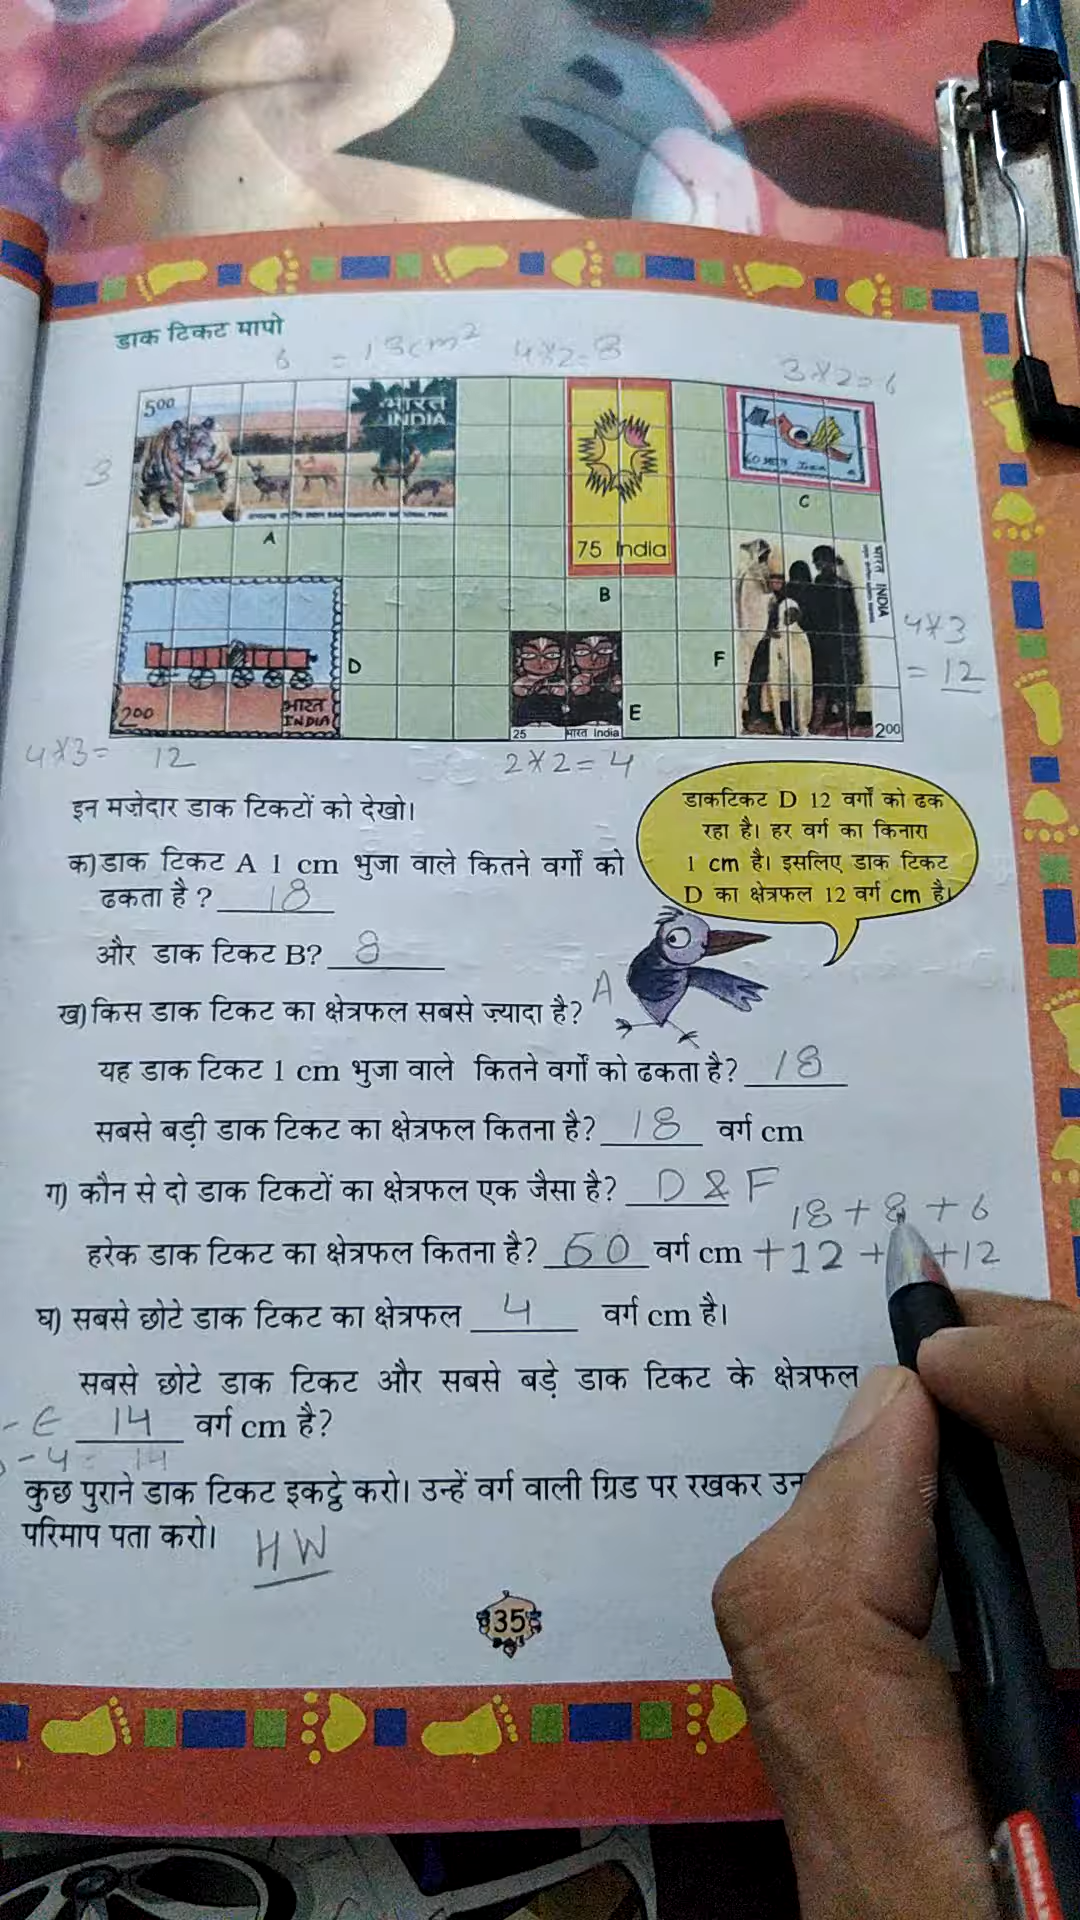 डाक टिकट मापो
6 = 18cm² 4×2=8
3×2=6
500
भारत
INDIA
3
75 India
A
B
C
भारत INDIA
200
भारत
INDIA
D
25 भारत India
E
F
200
4×3
= 12
4×3= 12
2×2=4
इन मज़ेदार डाक टिकटों को देखो।
डाकटिकट D 12 वर्गों को ढक
रहा है। हर वर्ग का किनारा
1 cm है। इसलिए डाक टिकट
D का क्षेत्रफल 12 वर्ग cm है।
क) डाक टिकट A 1 cm भुजा वाले कितने वर्गों को
ढकता है ? 18
और डाक टिकट B? 8
ख) किस डाक टिकट का क्षेत्रफल सबसे ज़्यादा है? A
यह डाक टिकट 1 cm भुजा वाले कितने वर्गों को ढकता है? 18
सबसे बड़ी डाक टिकट का क्षेत्रफल कितना है? 18 वर्ग cm
ग) कौन से दो डाक टिकटों का क्षेत्रफल एक जैसा है? D & F
18 + 8 + 6
हरेक डाक टिकट का क्षेत्रफल कितना है? 60 वर्ग cm + 12 + +12
घ) सबसे छोटे डाक टिकट का क्षेत्रफल 4 वर्ग cm है।
सबसे छोटे डाक टिकट और सबसे बड़े डाक टिकट के क्षेत्रफल
- E 14 वर्ग cm है?
- 4 = 14
कुछ पुराने डाक टिकट इकट्ठे करो। उन्हें वर्ग वाली ग्रिड पर रखकर
परिमाप पता करो। HW
35